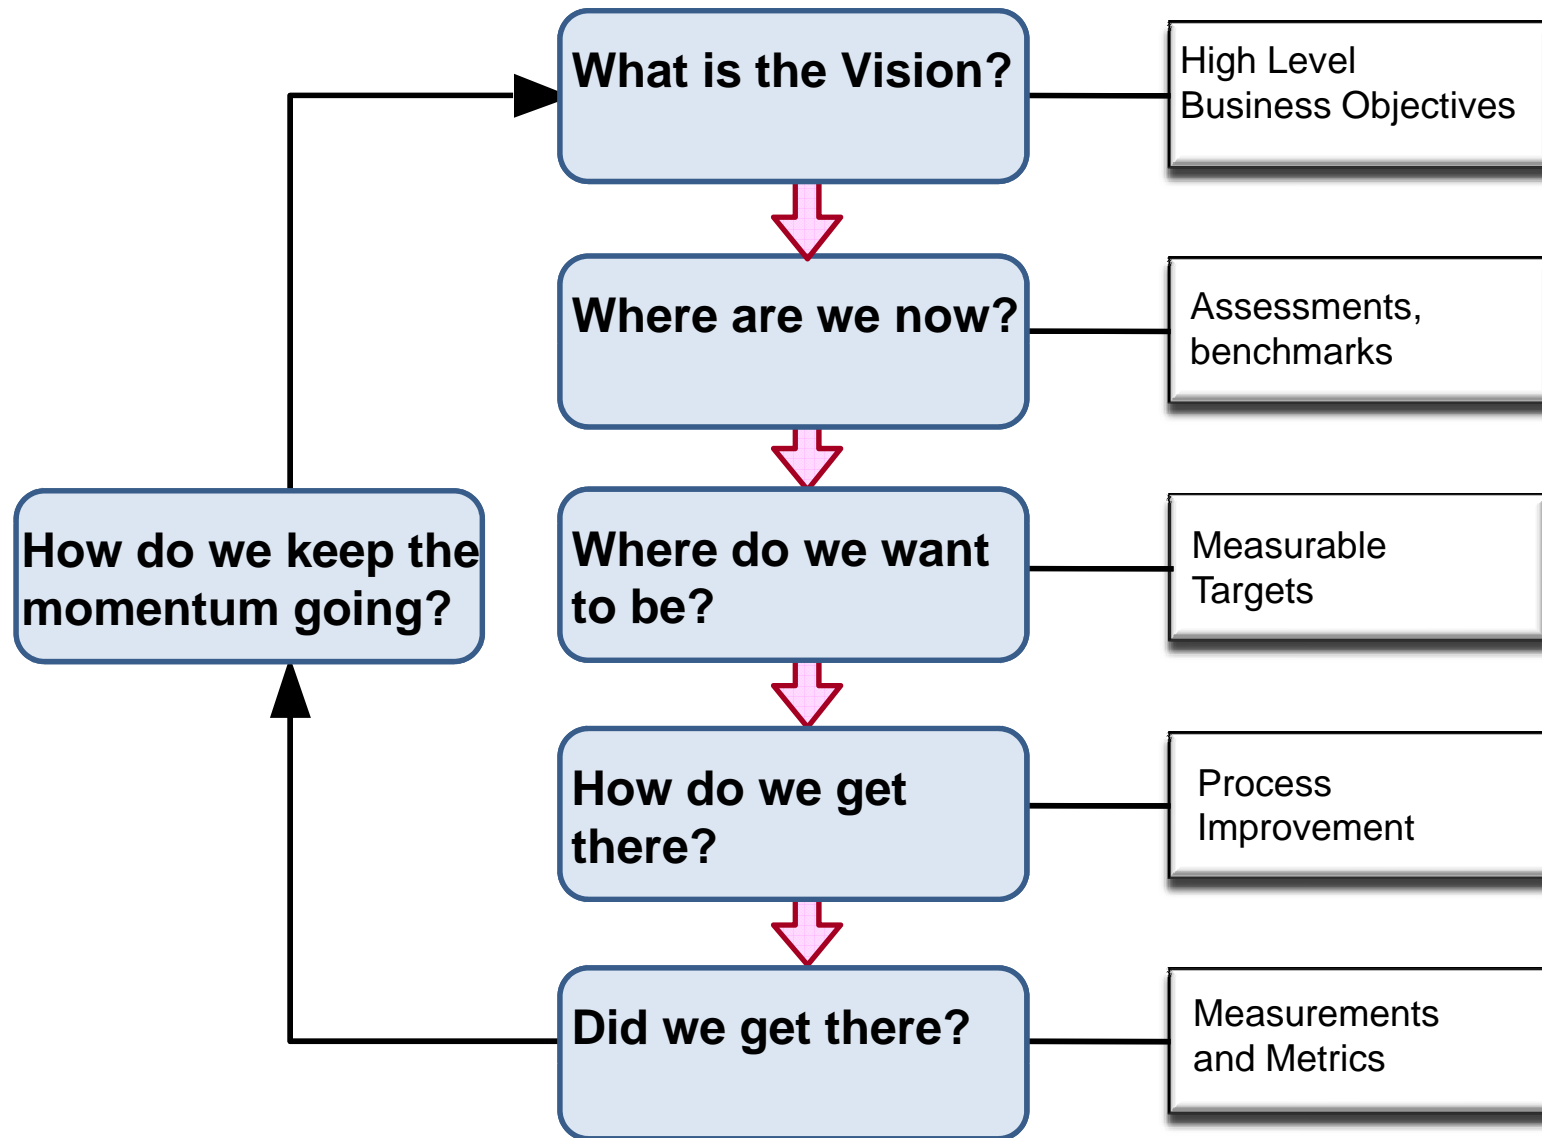 What is the Vision?
High Level
Business Objectives
Where are we now?
Assessments,
benchmarks
How do we keep the
momentum going?
Where do we want
to be?
Measurable
Targets
How do we get
there?
Process
Improvement
Did we get there?
Measurements
and Metrics